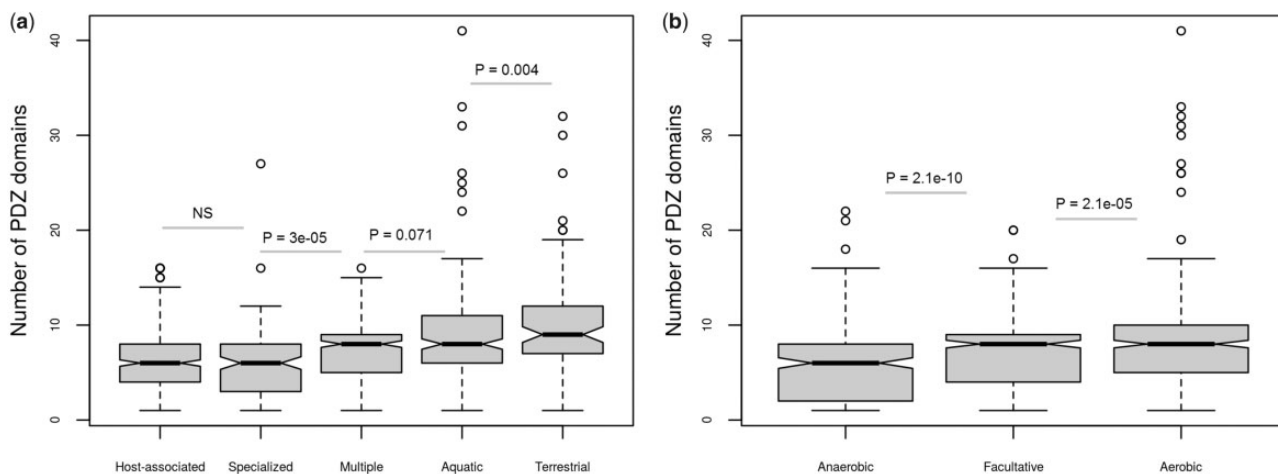 (a)
Number of PDZ domains
40
30
20
10
0
NS
P = 3e-05
P = 0.071
P = 0.004
Host-associated
Specialized
Multiple
Aquatic
Terrestrial
(b)
Number of PDZ domains
40
30
20
10
0
P = 2.1e-10
P = 2.1e-05
Anaerobic
Facultative
Aerobic